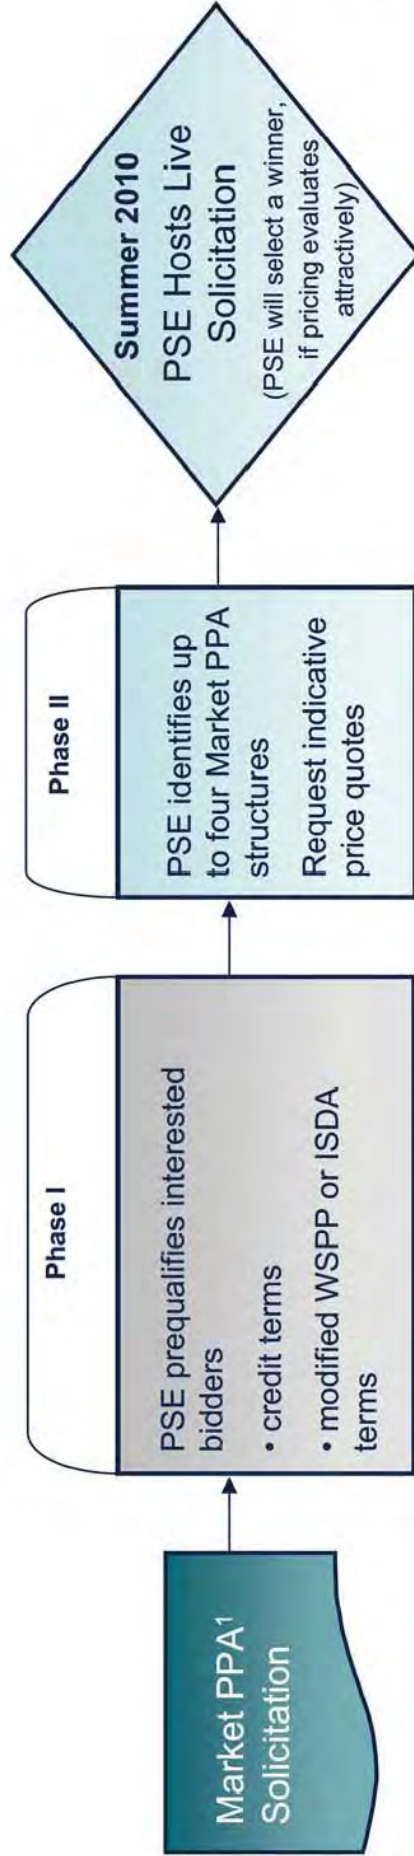 Market PPA¹
Solicitation
Phase I
PSE prequalifies interested
bidders
• credit terms
• modified WSPP or ISDA
terms
Phase II
PSE identifies up
to four Market PPA
structures
Request indicative
price quotes
Summer 2010
PSE Hosts Live
Solicitation
(PSE will select a winner,
if pricing evaluates
attractively)